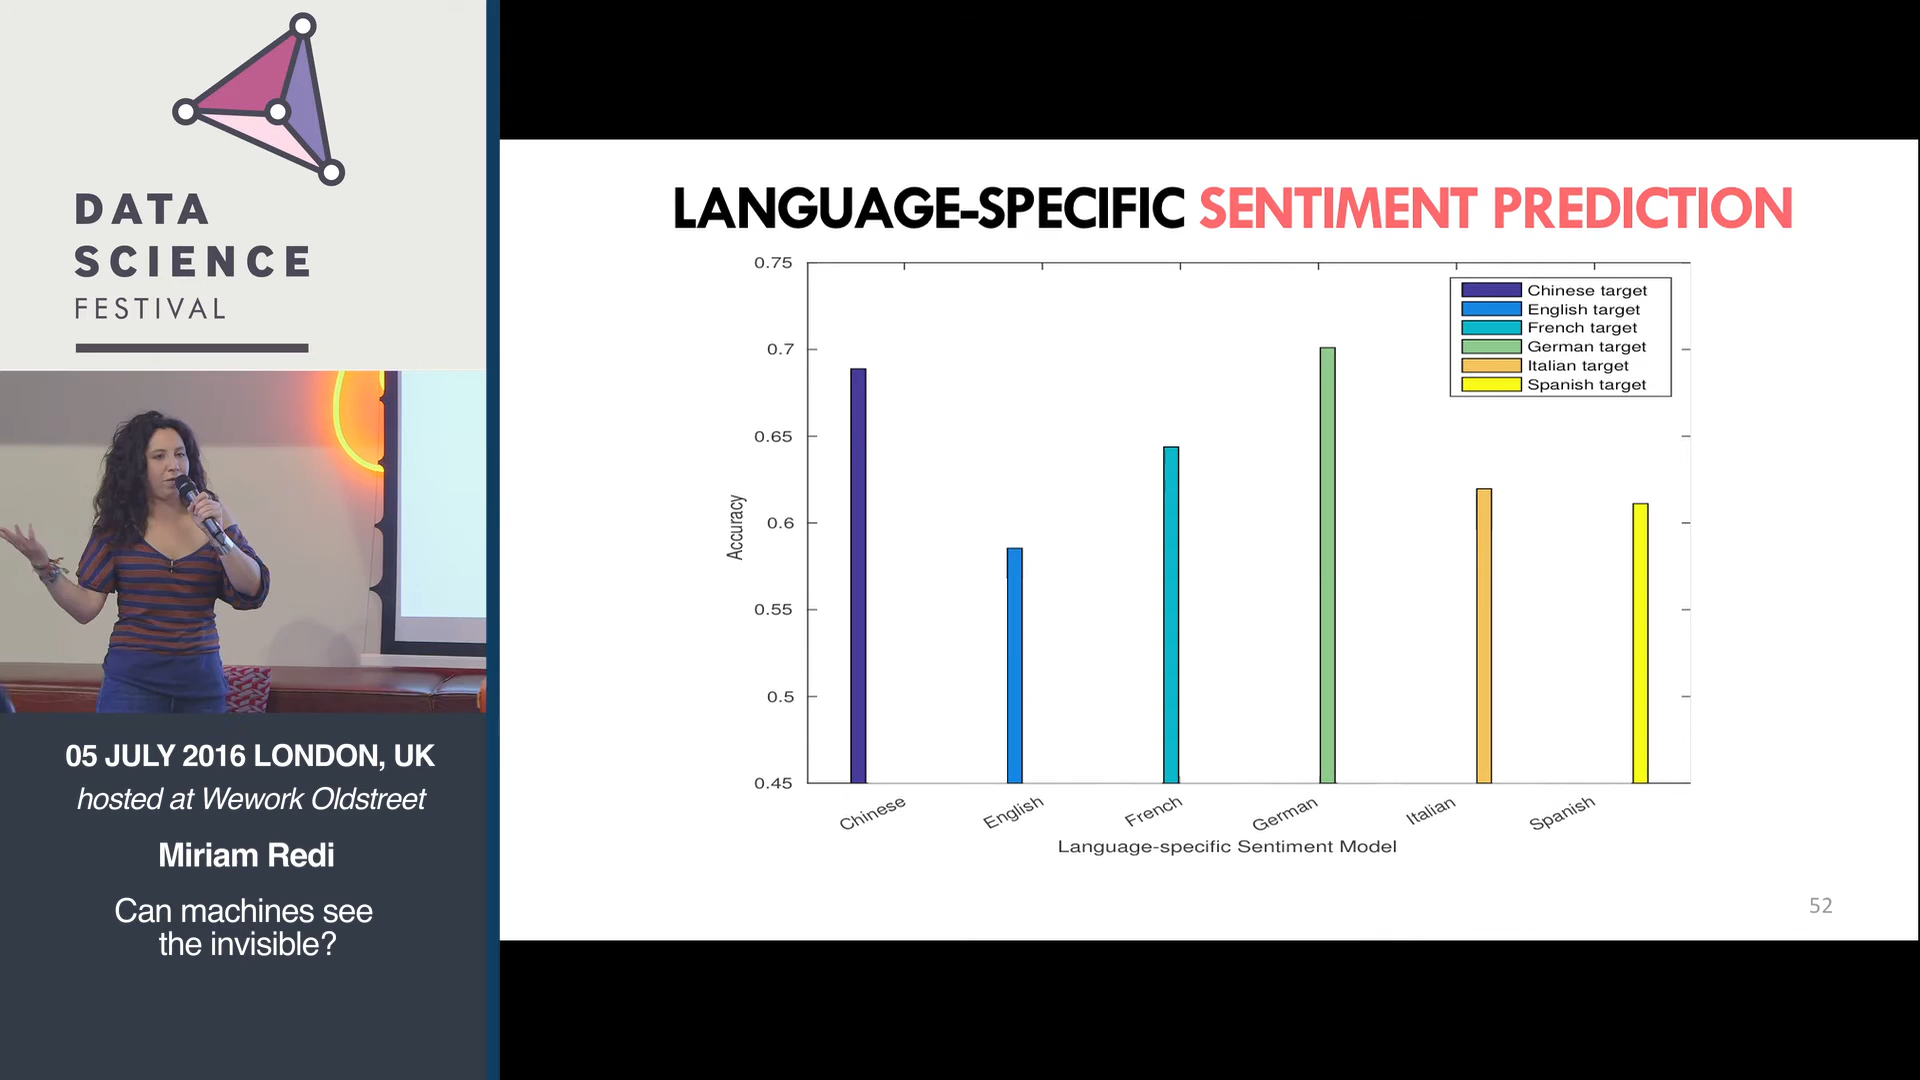 DATA
SCIENCE
FESTIVAL
05 JULY 2016 LONDON, UK
hosted at Wework Oldstreet
Miriam Redi
Can machines see
the invisible?
LANGUAGE-SPECIFIC SENTIMENT PREDICTION
0.75
0.7
0.65
0.6
0.55
0.5
0.45
Accuracy
Chinese target
English target
French target
German target
Italian target
Spanish target
Chinese
English
French
German
Italian
Spanish
Language-specific Sentiment Model
52